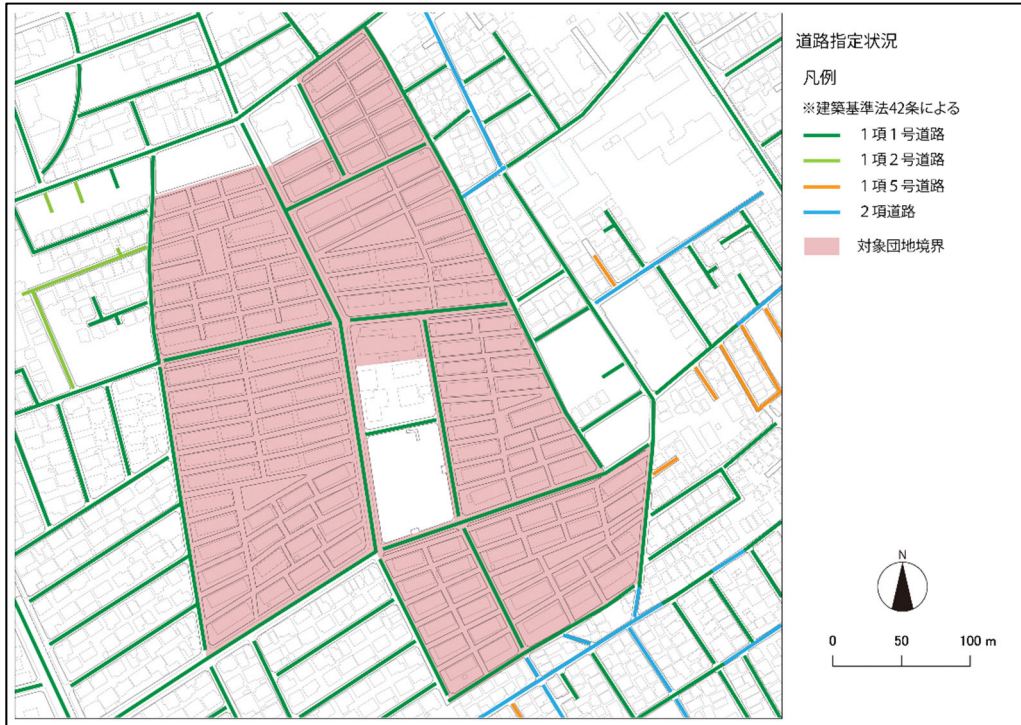 道路指定状況
凡例
※建築基準法42条による
1項1号道路
1項2号道路
1項5号道路
2項道路
対象団地境界
N
0 50 100 m